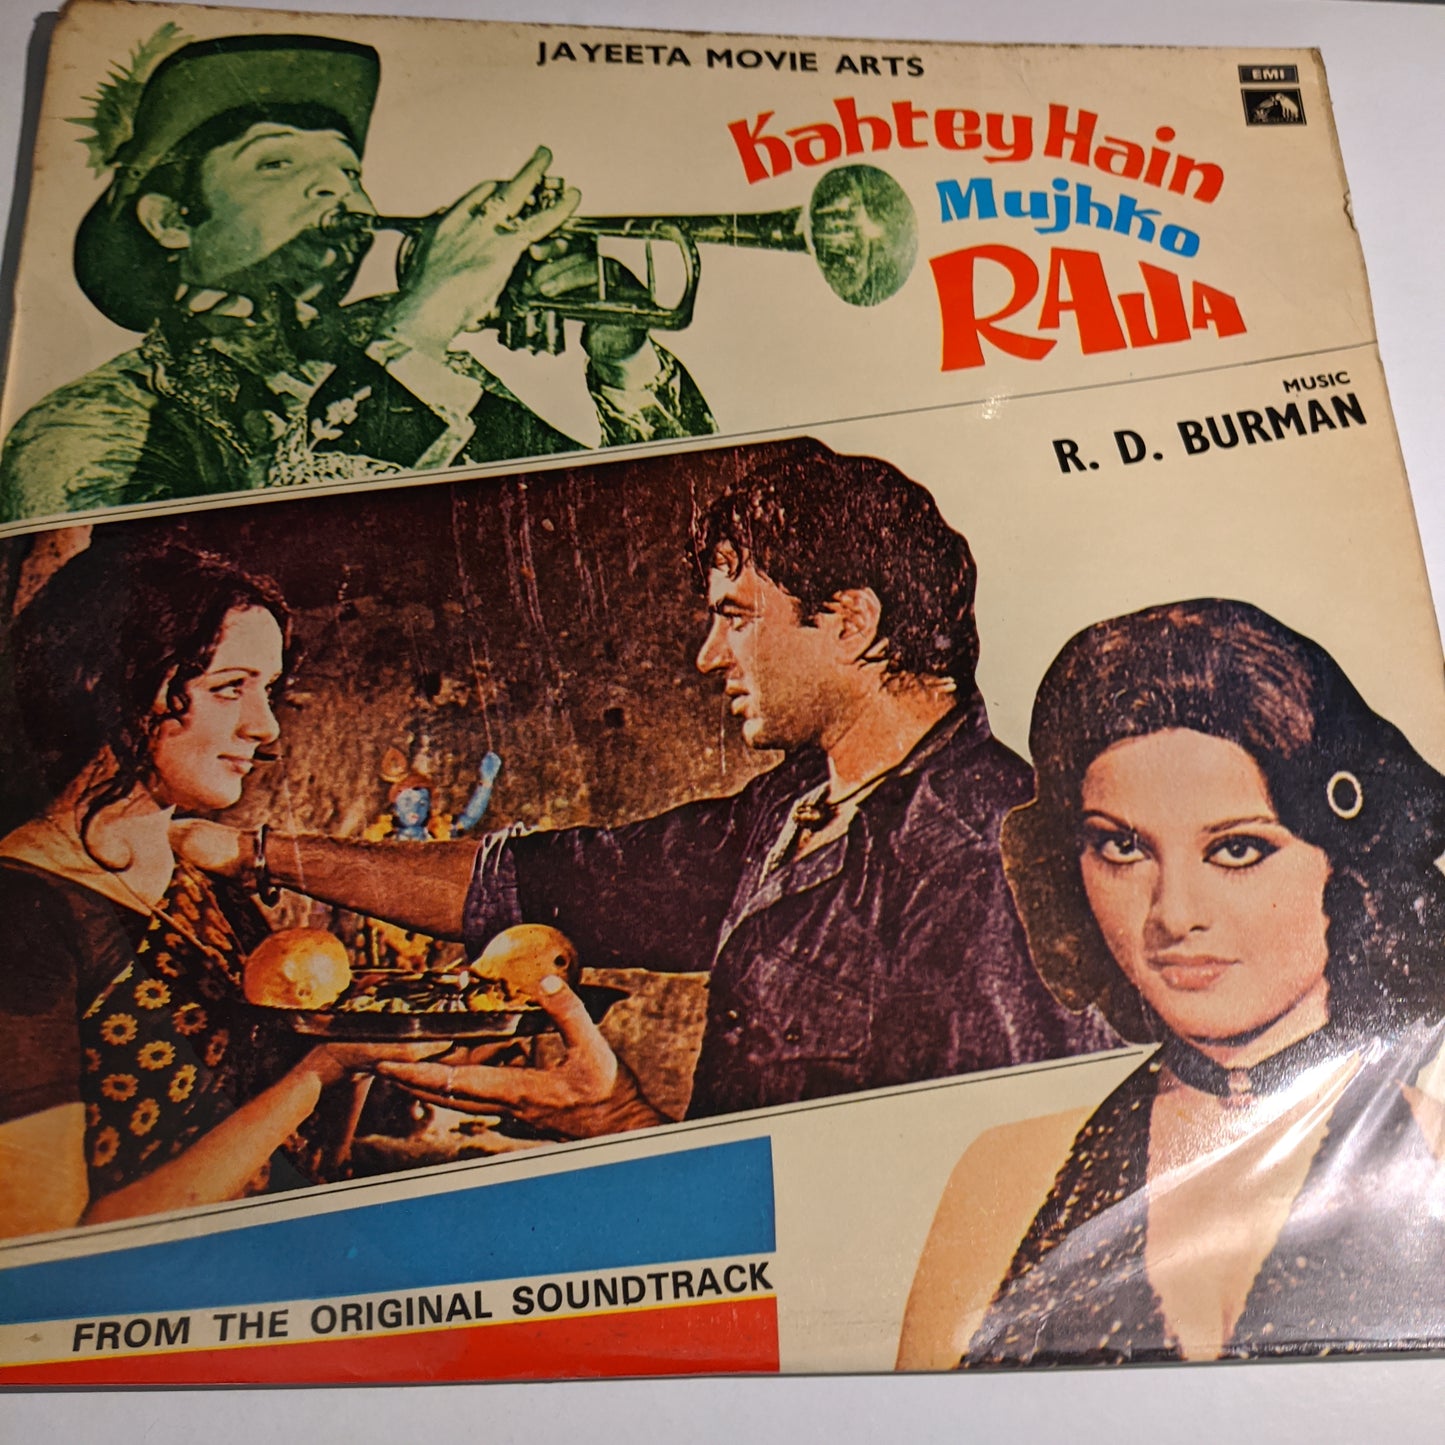 JAYEETA MOVIE ARTS
EMI
Kahtey Hain
Mujhko
RAJA
MUSIC
R. D. BURMAN
FROM THE ORIGINAL SOUNDTRACK